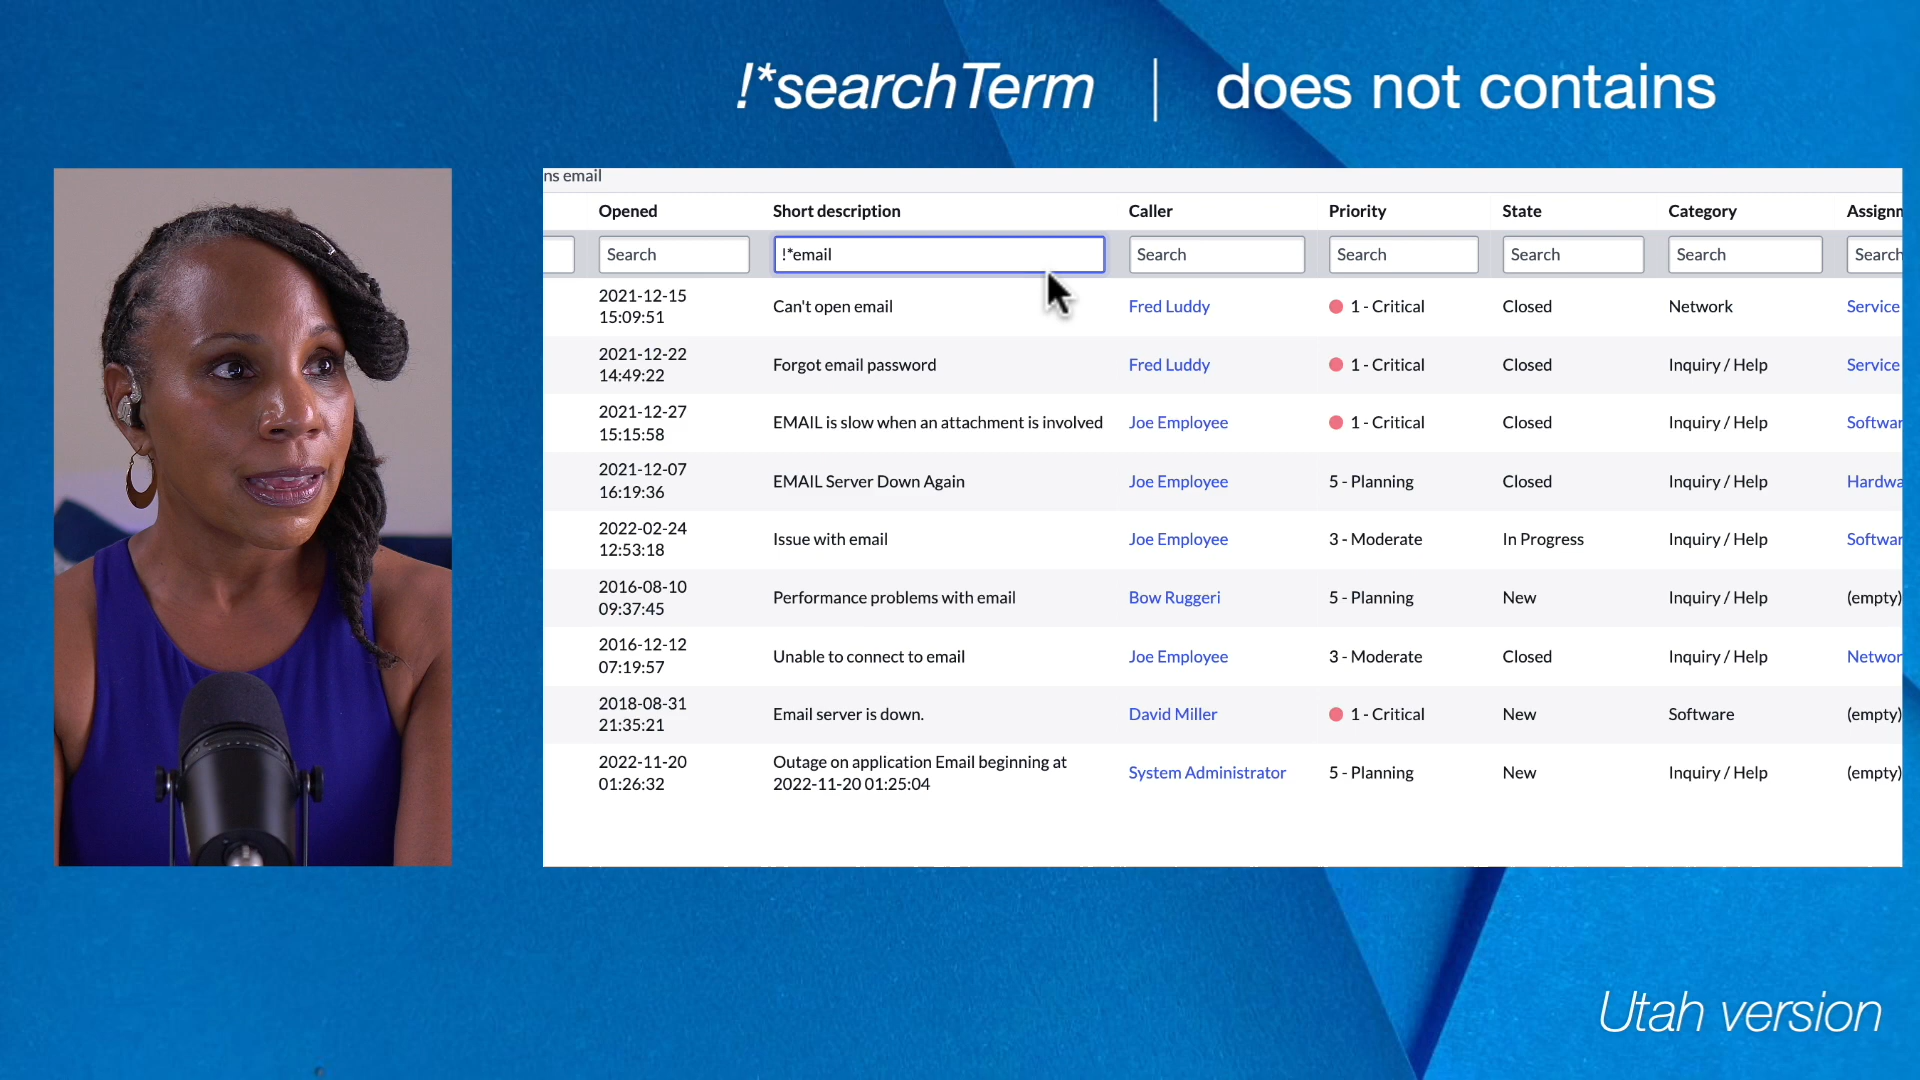 !*searchTerm | does not contains
ns email
Opened Short description Caller Priority State Category Assignn
Search !*email Search Search Search Search Search
2021-12-15 15:09:51 Can't open email Fred Luddy 1 - Critical Closed Network Service
2021-12-22 14:49:22 Forgot email password Fred Luddy 1 - Critical Closed Inquiry / Help Service
2021-12-27 15:15:58 EMAIL is slow when an attachment is involved Joe Employee 1 - Critical Closed Inquiry / Help Softwar
2021-12-07 16:19:36 EMAIL Server Down Again Joe Employee 5 - Planning Closed Inquiry / Help Hardwa
2022-02-24 12:53:18 Issue with email Joe Employee 3 - Moderate In Progress Inquiry / Help Softwar
2016-08-10 09:37:45 Performance problems with email Bow Ruggeri 5 - Planning New Inquiry / Help (empty)
2016-12-12 07:19:57 Unable to connect to email Joe Employee 3 - Moderate Closed Inquiry / Help Networ
2018-08-31 21:35:21 Email server is down. David Miller 1 - Critical New Software (empty)
2022-11-20 01:26:32 Outage on application Email beginning at 2022-11-20 01:25:04 System Administrator 5 - Planning New Inquiry / Help (empty)
Utah version